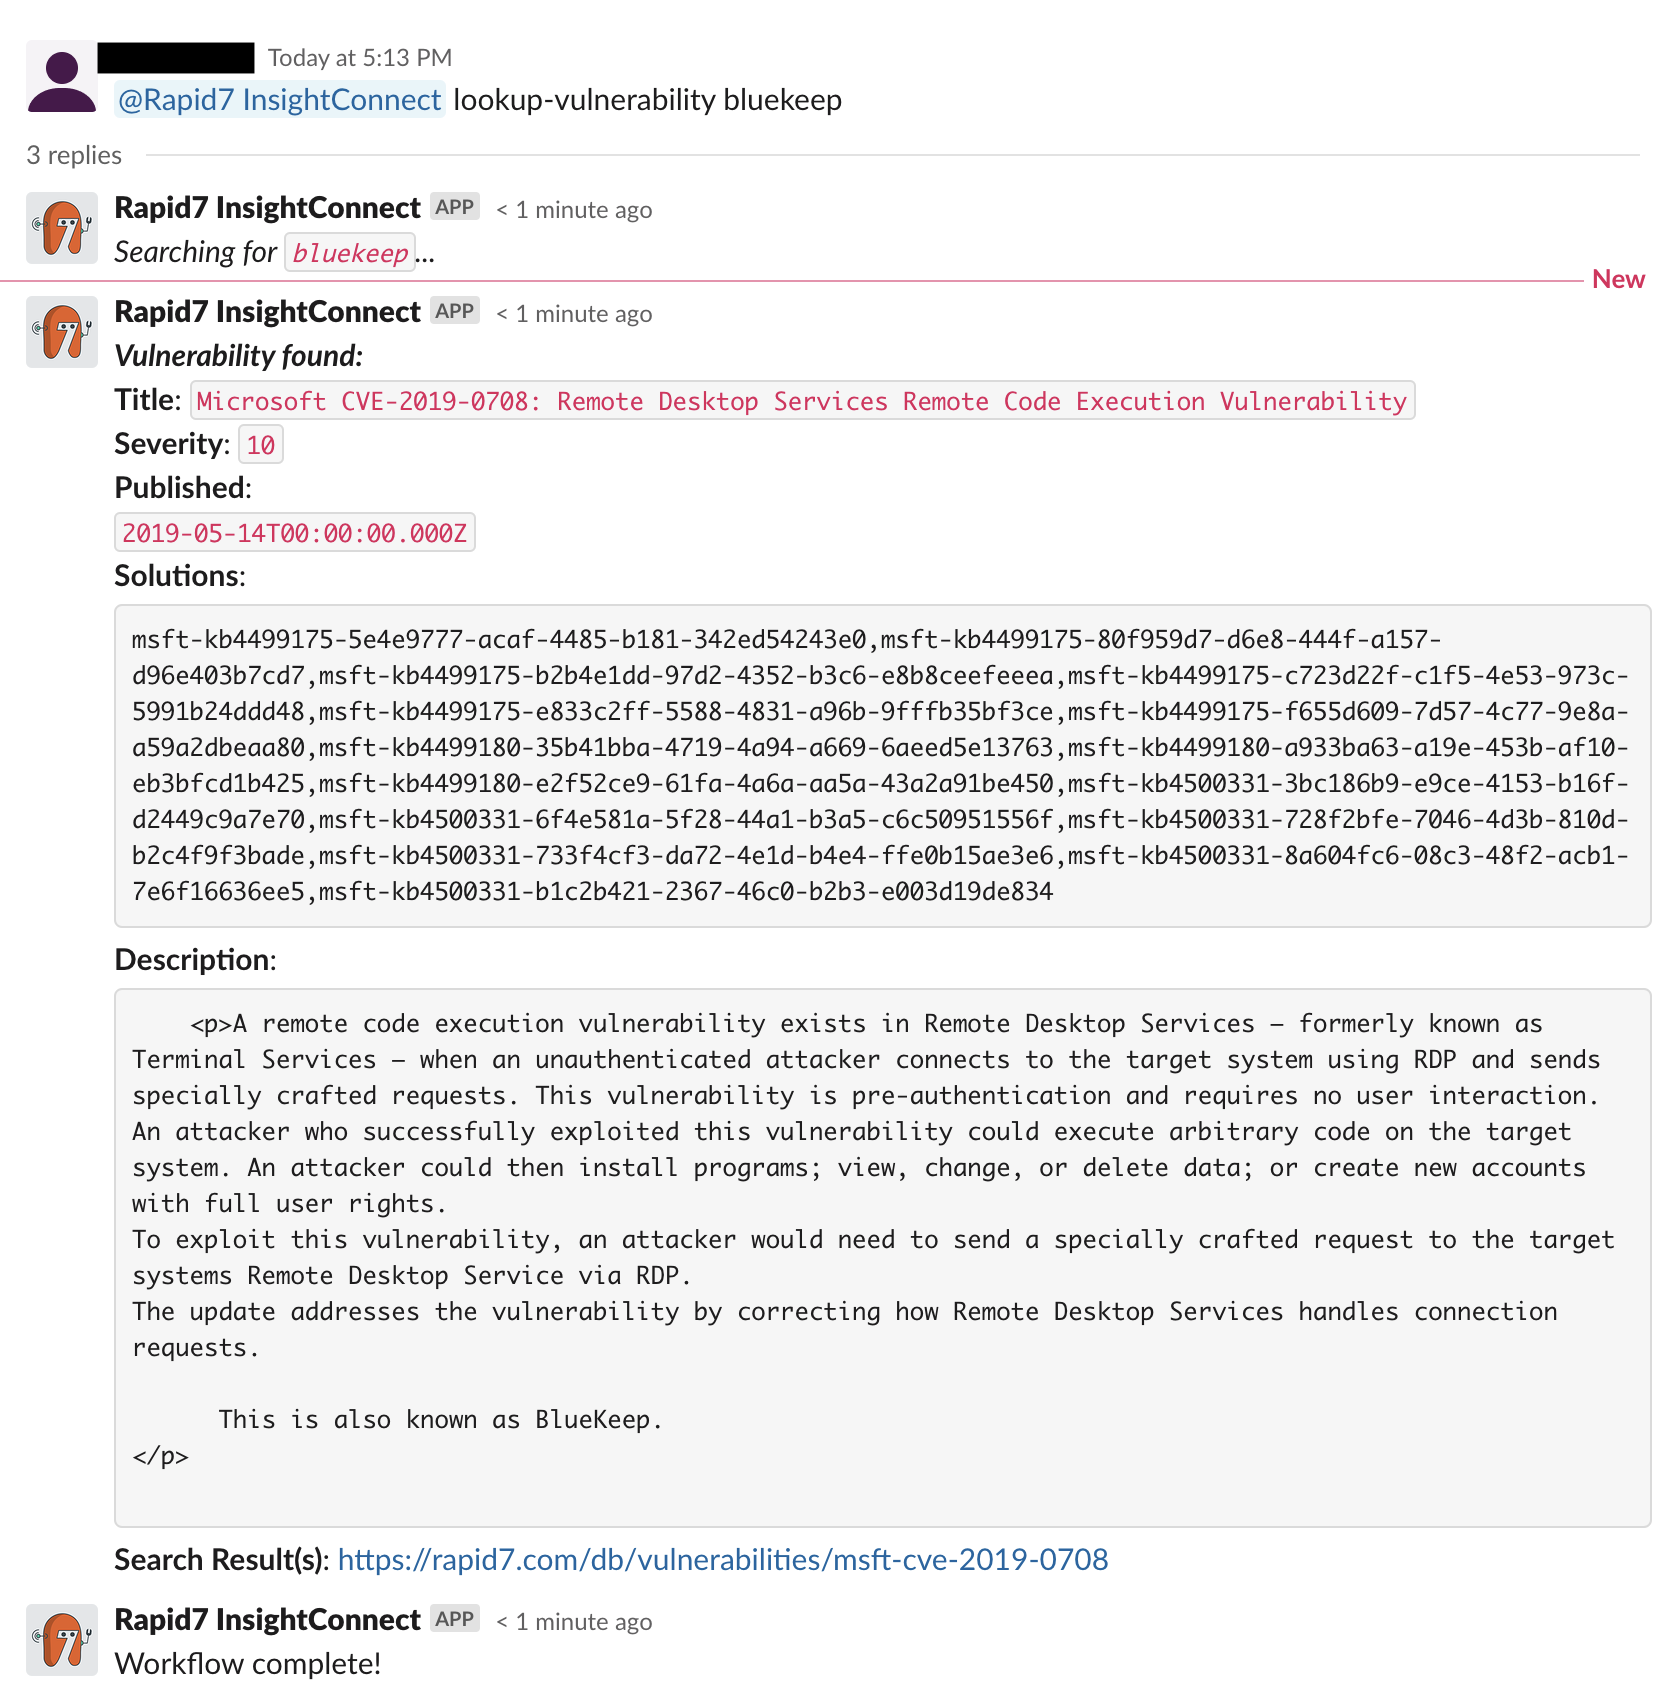 Today at 5:13 PM
@Rapid7 InsightConnect lookup-vulnerability bluekeep
3 replies
Rapid7 InsightConnect APP < 1 minute ago
Searching for bluekeep...
New
Rapid7 InsightConnect APP < 1 minute ago
Vulnerability found:
Title: Microsoft CVE-2019-0708: Remote Desktop Services Remote Code Execution Vulnerability
Severity: 10
Published:
2019-05-14T00:00:00.000Z
Solutions:
msft-kb4499175-5e4e9777-acaf-4485-b181-342ed54243e0,msft-kb4499175-80f959d7-d6e8-444f-a157-
d96e403b7cd7,msft-kb4499175-b2b4e1dd-97d2-4352-b3c6-e8b8ceefeeea,msft-kb4499175-c723d22f-c1f5-4e53-973c-
5991b24ddd48,msft-kb4499175-e833c2ff-5588-4831-a96b-9fffb35bf3ce,msft-kb4499175-f655d609-7d57-4c77-9e8a-
a59a2dbeaa80,msft-kb4499180-35b41bba-4719-4a94-a669-6aeed5e13763,msft-kb4499180-a933ba63-a19e-453b-af10-
eb3bfcd1b425,msft-kb4499180-e2f52ce9-61fa-4a6a-aa5a-43a2a91be450,msft-kb4500331-3bc186b9-e9ce-4153-b16f-
d2449c9a7e70,msft-kb4500331-6f4e581a-5f28-44a1-b3a5-c6c50951556f,msft-kb4500331-728f2bfe-7046-4d3b-810d-
b2c4f9f3bade,msft-kb4500331-733f4cf3-da72-4e1d-b4e4-ffe0b15ae3e6,msft-kb4500331-8a604fc6-08c3-48f2-acb1-
7e6f16636ee5,msft-kb4500331-b1c2b421-2367-46c0-b2b3-e003d19de834
Description:
<p>A remote code execution vulnerability exists in Remote Desktop Services – formerly known as
Terminal Services – when an unauthenticated attacker connects to the target system using RDP and sends
specially crafted requests. This vulnerability is pre-authentication and requires no user interaction.
An attacker who successfully exploited this vulnerability could execute arbitrary code on the target
system. An attacker could then install programs; view, change, or delete data; or create new accounts
with full user rights.
To exploit this vulnerability, an attacker would need to send a specially crafted request to the target
systems Remote Desktop Service via RDP.
The update addresses the vulnerability by correcting how Remote Desktop Services handles connection
requests.
This is also known as BlueKeep.
</p>
Search Result(s): https://rapid7.com/db/vulnerabilities/msft-cve-2019-0708
Rapid7 InsightConnect APP < 1 minute ago
Workflow complete!